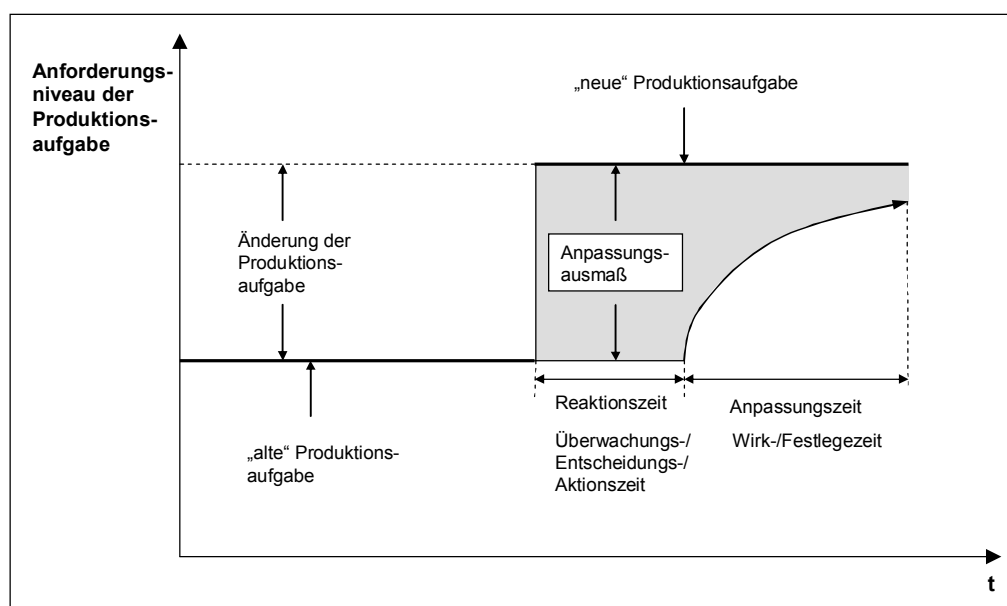 Anforderungs-
niveau der
Produktions-
aufgabe
„neue“ Produktionsaufgabe
Änderung der
Produktions-
aufgabe
Anpassungs-
ausmaß
„alte“ Produktions-
aufgabe
Reaktionszeit
Überwachungs-/
Entscheidungs-/
Aktionszeit
Anpassungszeit
Wirk-/Festlegezeit
t